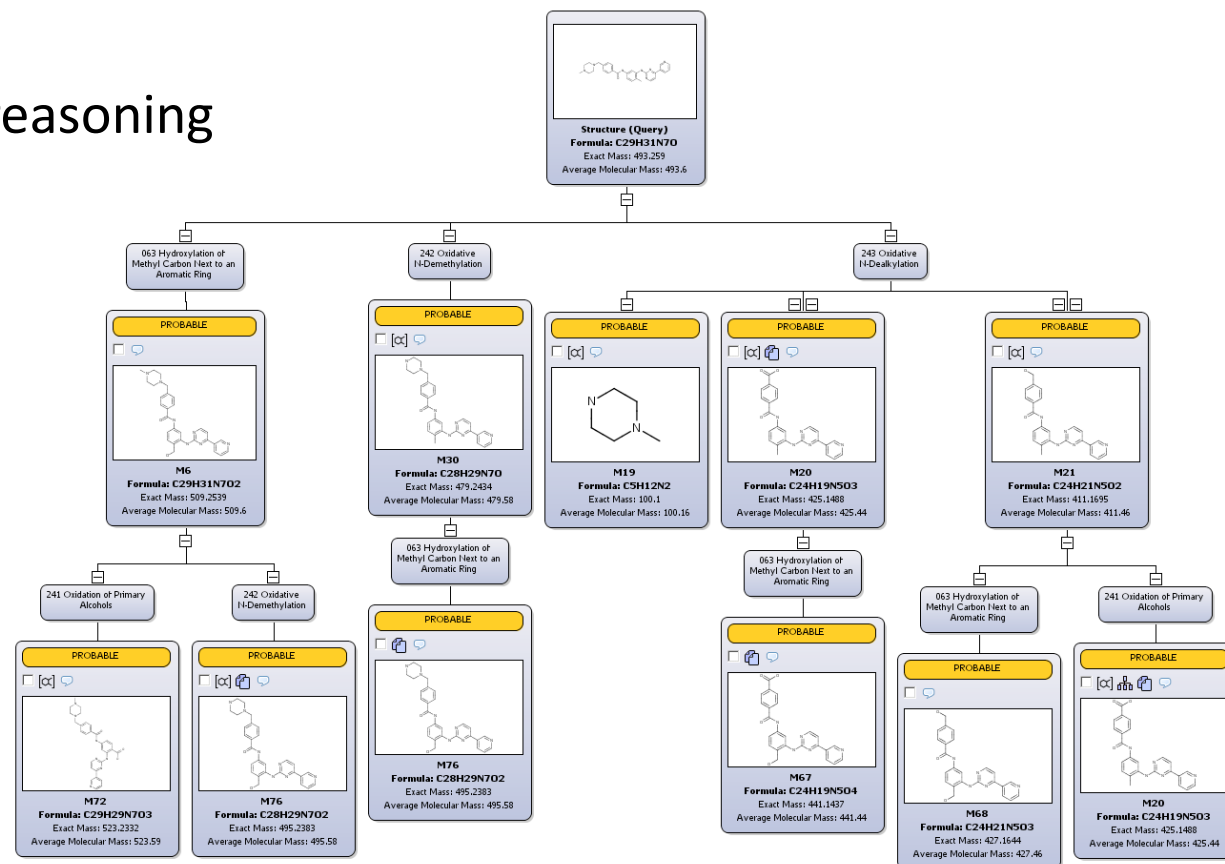 easoning
Structure (Query)
Formula: C29H31N7O
Exact Mass: 493.259
Average Molecular Mass: 493.6
063 Hydroxylation of
Methyl Carbon Next to an
Aromatic Ring
242 Oxidative
N-Demethylation
243 Oxidative
N-Dealkylation
PROBABLE
M6
Formula: C29H31N7O2
Exact Mass: 509.2539
Average Molecular Mass: 509.6
PROBABLE
[α]
M30
Formula: C28H29N7O
Exact Mass: 479.2434
Average Molecular Mass: 479.58
PROBABLE
[α]
N
N
M19
Formula: C5H12N2
Exact Mass: 100.1
Average Molecular Mass: 100.16
PROBABLE
[α]
M20
Formula: C24H19N5O3
Exact Mass: 425.1488
Average Molecular Mass: 425.44
PROBABLE
[α]
M21
Formula: C24H21N5O2
Exact Mass: 411.1695
Average Molecular Mass: 411.46
241 Oxidation of Primary
Alcohols
242 Oxidative
N-Demethylation
063 Hydroxylation of
Methyl Carbon Next to an
Aromatic Ring
063 Hydroxylation of
Methyl Carbon Next to an
Aromatic Ring
063 Hydroxylation of
Methyl Carbon Next to an
Aromatic Ring
241 Oxidation of Primary
Alcohols
PROBABLE
[α]
M72
Formula: C29H29N7O3
Exact Mass: 523.2332
Average Molecular Mass: 523.59
PROBABLE
[α]
M76
Formula: C28H29N7O2
Exact Mass: 495.2383
Average Molecular Mass: 495.58
PROBABLE
M76
Formula: C28H29N7O2
Exact Mass: 495.2383
Average Molecular Mass: 495.58
PROBABLE
M67
Formula: C24H19N5O4
Exact Mass: 441.1437
Average Molecular Mass: 441.44
PROBABLE
M68
Formula: C24H21N5O3
Exact Mass: 427.1644
Average Molecular Mass: 427.46
PROBABLE
[α]
M20
Formula: C24H19N5O3
Exact Mass: 425.1488
Average Molecular Mass: 425.44